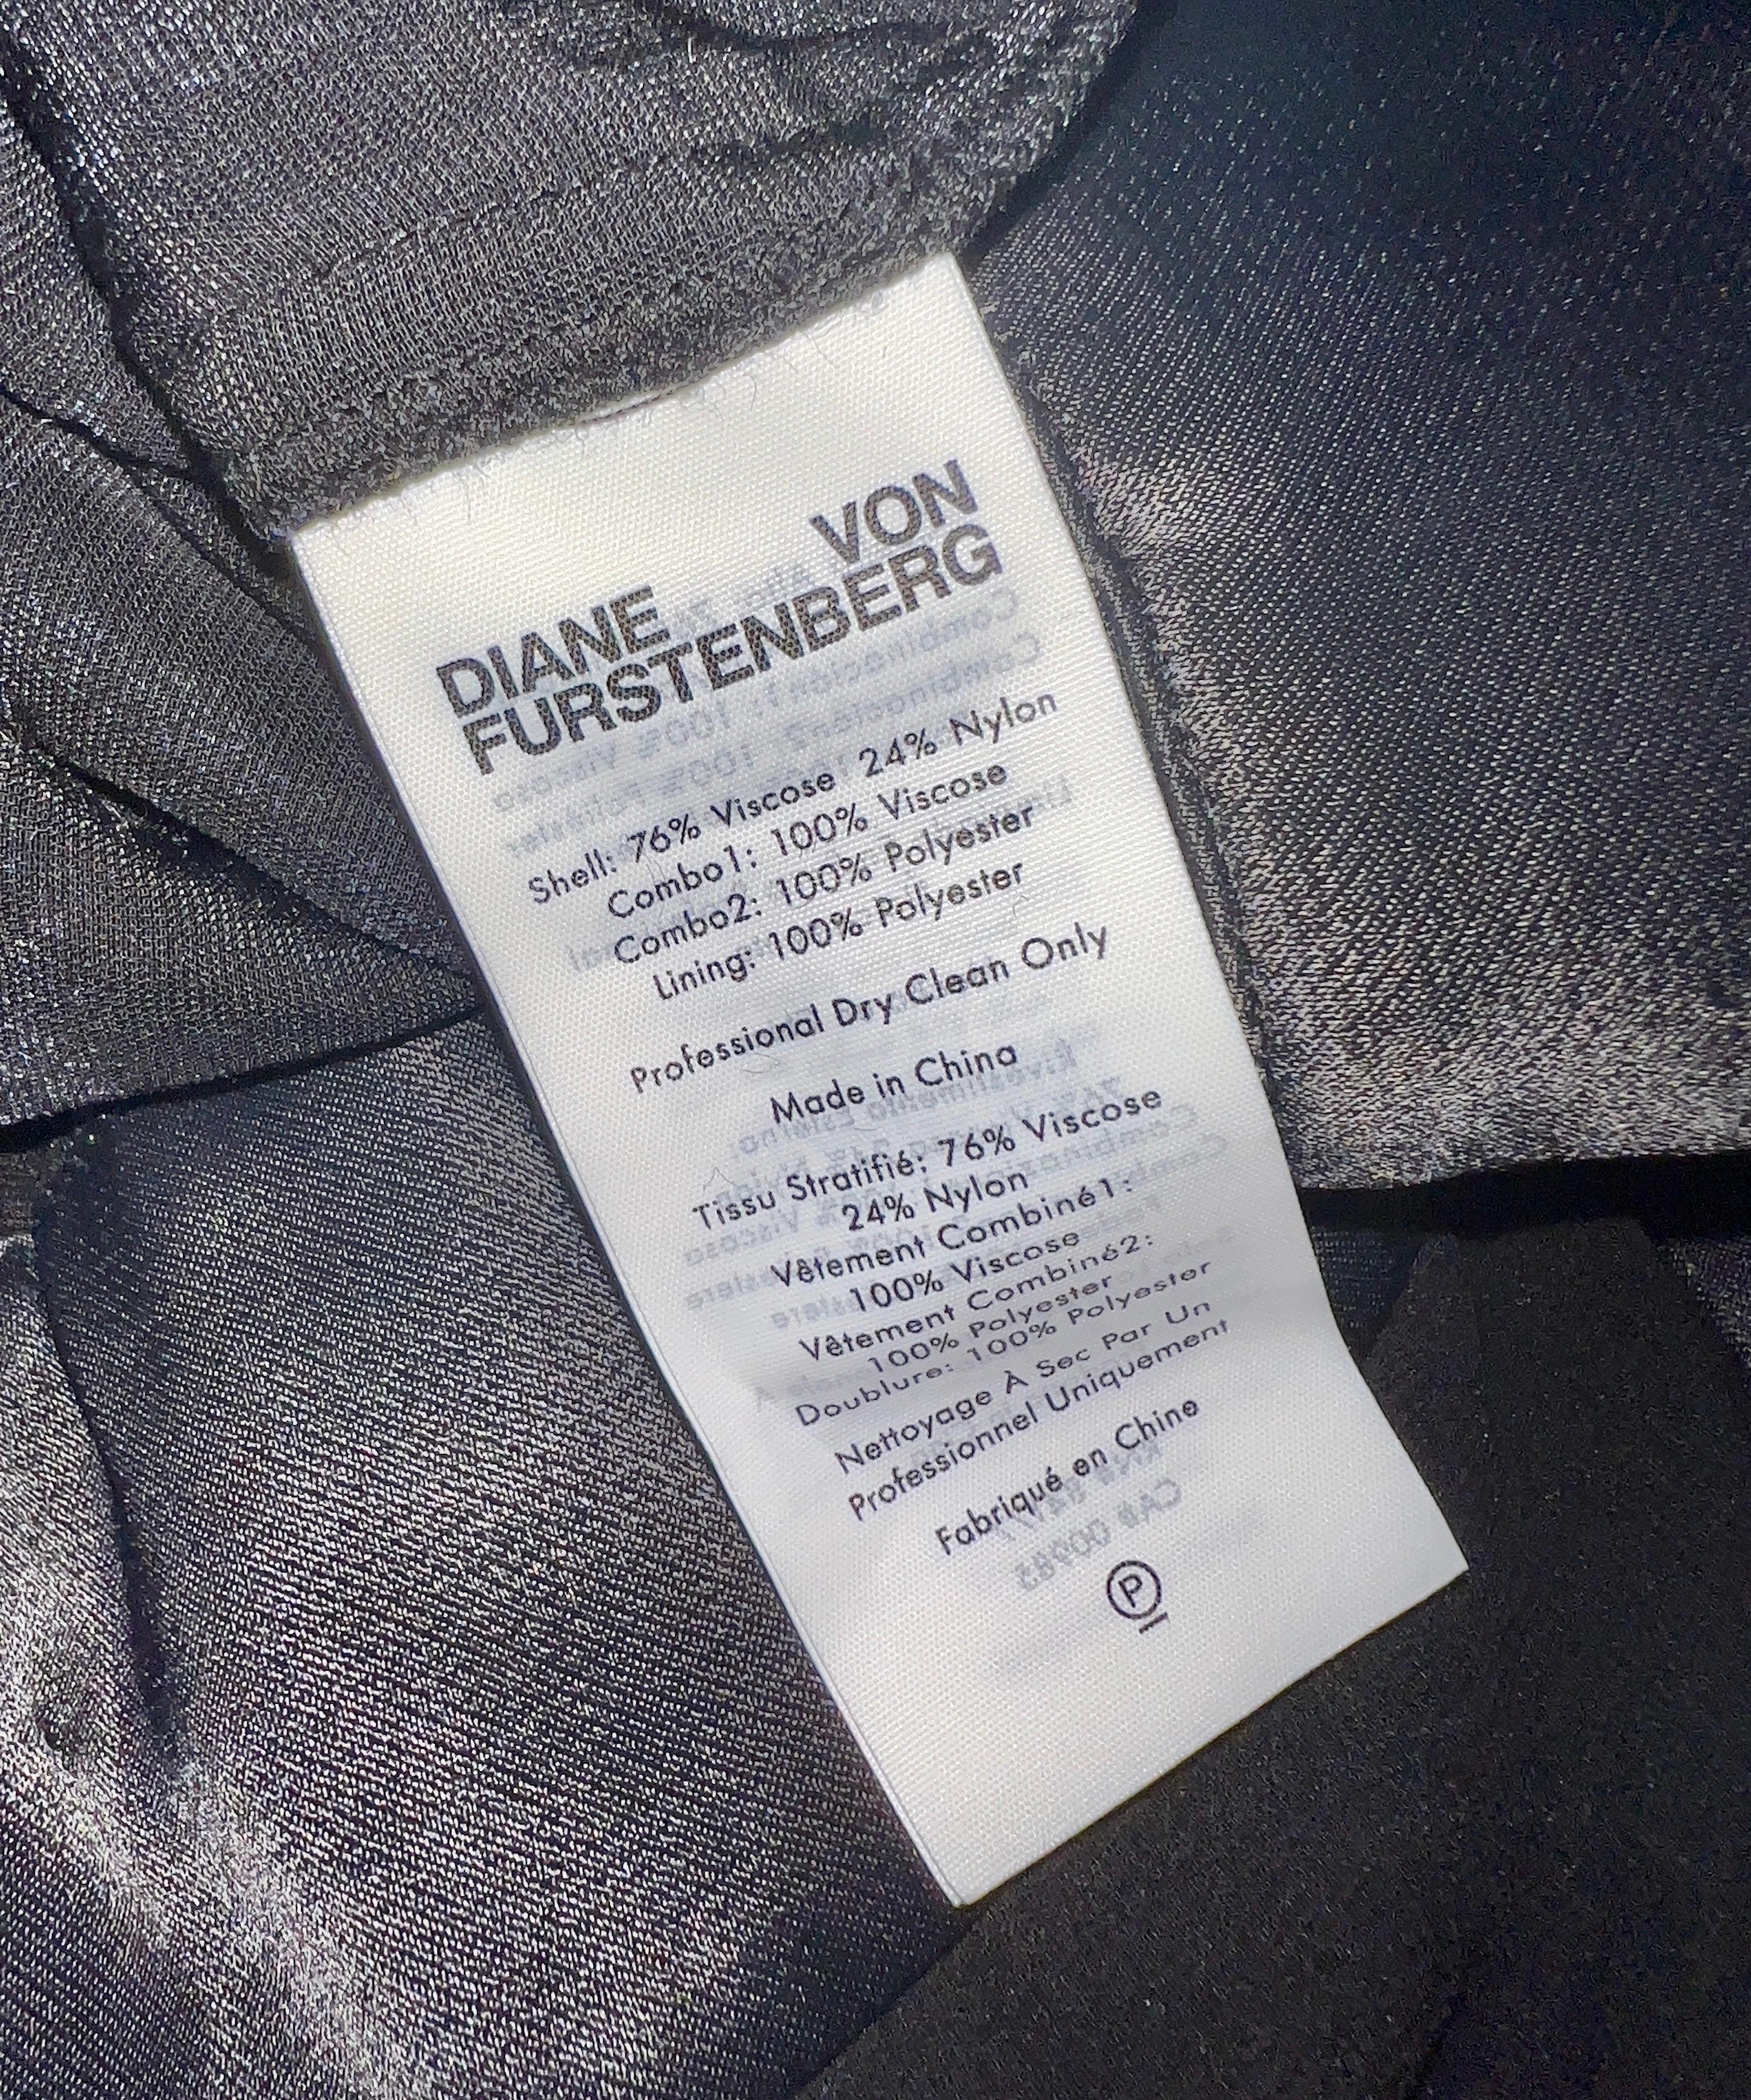 DIANE VON
FURSTENBERG
Shell: 76% Viscose 24% Nylon
Combo1: 100% Viscose
Combo2: 100% Polyester
Lining: 100% Polyester
Professional Dry Clean Only
Made in China
Tissu Stratifié: 76% Viscose
24% Nylon
Vêtement Combiné1:
100% Viscose
Vêtement Combiné2:
100% Polyester
Doublure: 100% Polyester
Nettoyage À Sec Par Un
Professionnel Uniquement
Fabriqué en Chine
P